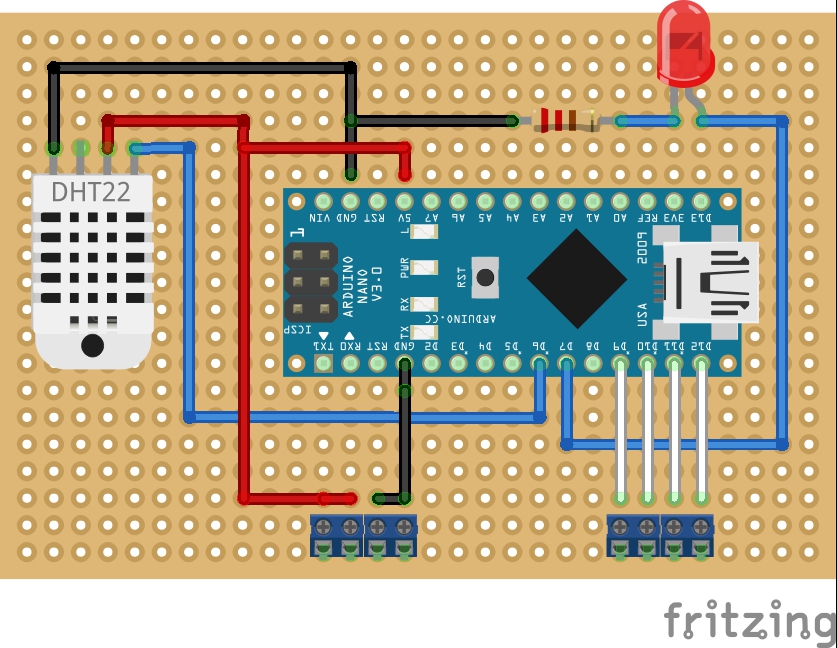 DHT22
VIN GND RST 5V A7 A6 A5 A4 A3 A2 A1 A0 REF 3V3 D13
L
1
ARDUINO
NANO
V3.0
PWR
RST
RX
TX
ARDUINO.CC
USA
ICSP
TX1 RX0 RST GND D2 D3 D4 D5 D6 D7 D8 D9 D10 D11 D12
fritzing